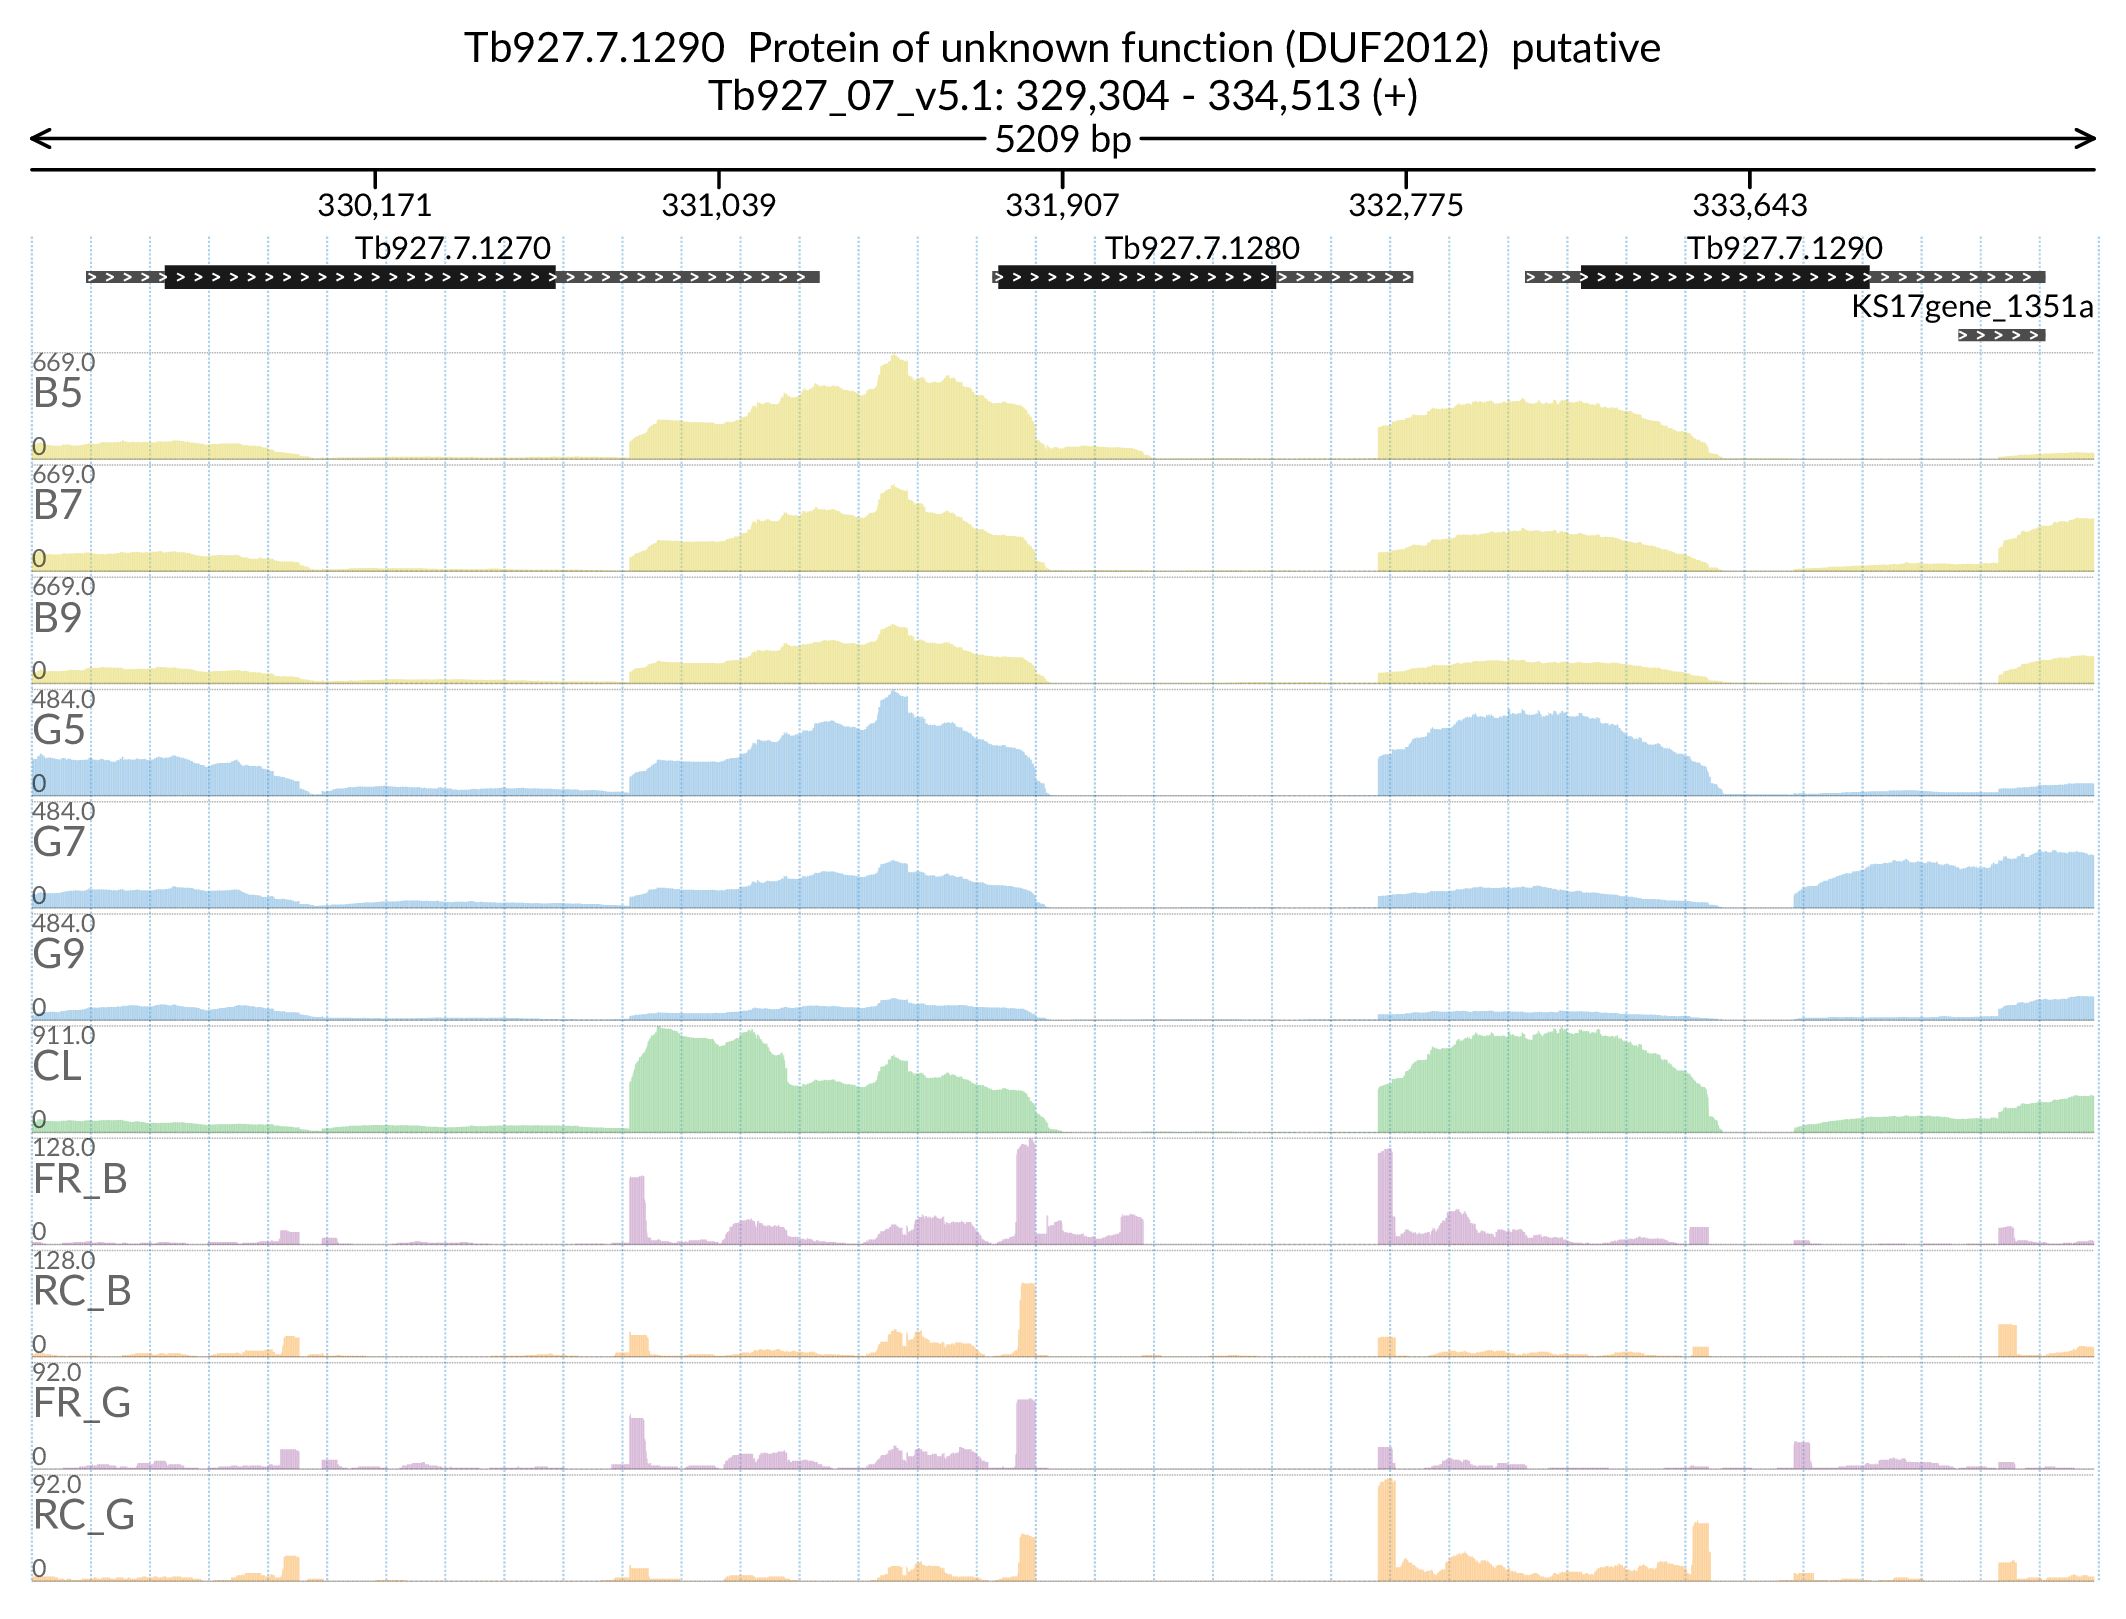 Tb927.7.1290  Protein of unknown function (DUF2012)  putative
Tb927_07_v5.1: 329,304 - 334,513 (+)
5209 bp
330,171 331,039 331,907 332,775 333,643
Tb927.7.1270 Tb927.7.1280 Tb927.7.1290
KS17gene_1351a
669.0
B5
0
669.0
B7
0
669.0
B9
0
484.0
G5
0
484.0
G7
0
484.0
G9
0
911.0
CL
0
128.0
FR_B
0
128.0
RC_B
0
92.0
FR_G
0
92.0
RC_G
0